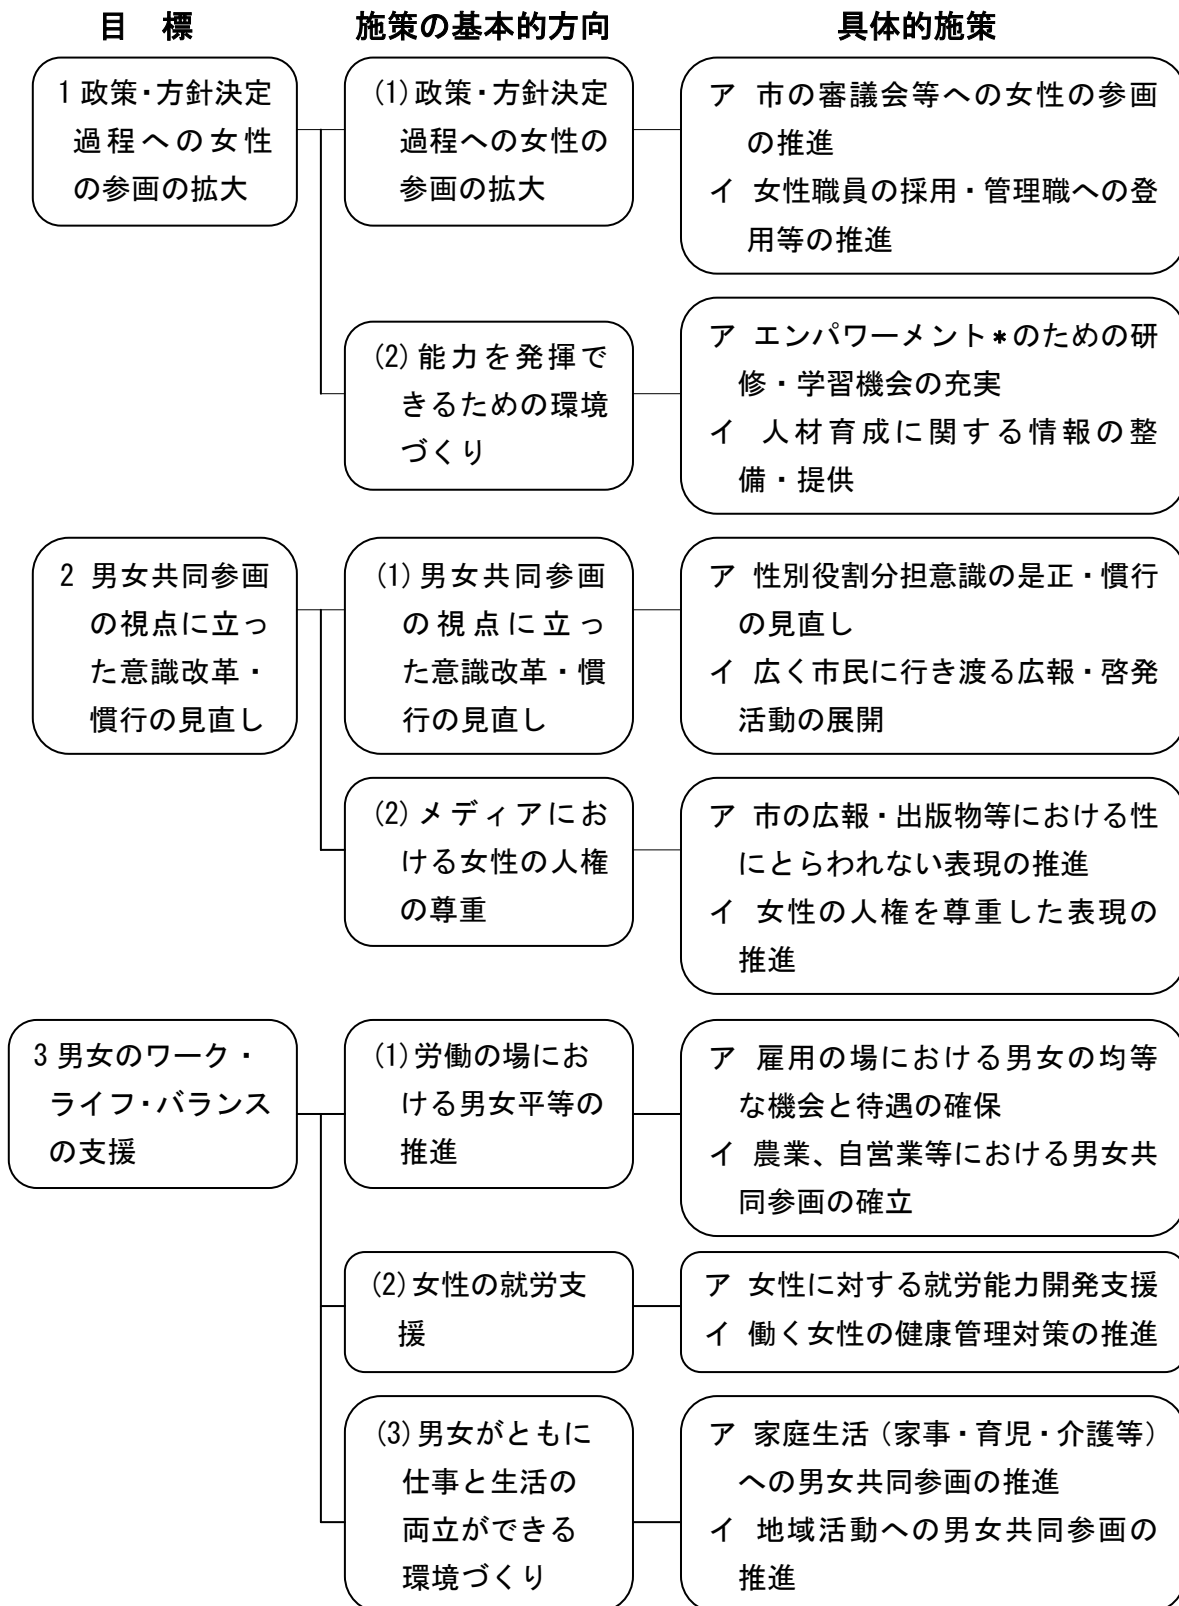 目　標
施策の基本的方向
具体的施策
1 政策・方針決定
過程への女性
の参画の拡大
(1) 政策・方針決定
過程への女性の
参画の拡大
ア 市の審議会等への女性の参画
の推進
イ 女性職員の採用・管理職への登
用等の推進
(2) 能力を発揮で
きるための環境
づくり
ア エンパワーメント＊のための研
修・学習機会の充実
イ 人材育成に関する情報の整
備・提供
2 男女共同参画
の視点に立っ
た意識改革・
慣行の見直し
(1) 男女共同参画
の視点に立っ
た意識改革・慣
行の見直し
ア 性別役割分担意識の是正・慣行
の見直し
イ 広く市民に行き渡る広報・啓発
活動の展開
(2) メディアにお
ける女性の人権
の尊重
ア 市の広報・出版物等における性
にとらわれない表現の推進
イ 女性の人権を尊重した表現の
推進
3 男女のワーク・
ライフ・バランス
の支援
(1) 労働の場にお
ける男女平等の
推進
ア 雇用の場における男女の均等
な機会と待遇の確保
イ 農業、自営業等における男女共
同参画の確立
(2) 女性の就労支
援
ア 女性に対する就労能力開発支援
イ 働く女性の健康管理対策の推進
(3) 男女がともに
仕事と生活の
両立ができる
環境づくり
ア 家庭生活（家事・育児・介護等）
への男女共同参画の推進
イ 地域活動への男女共同参画の
推進